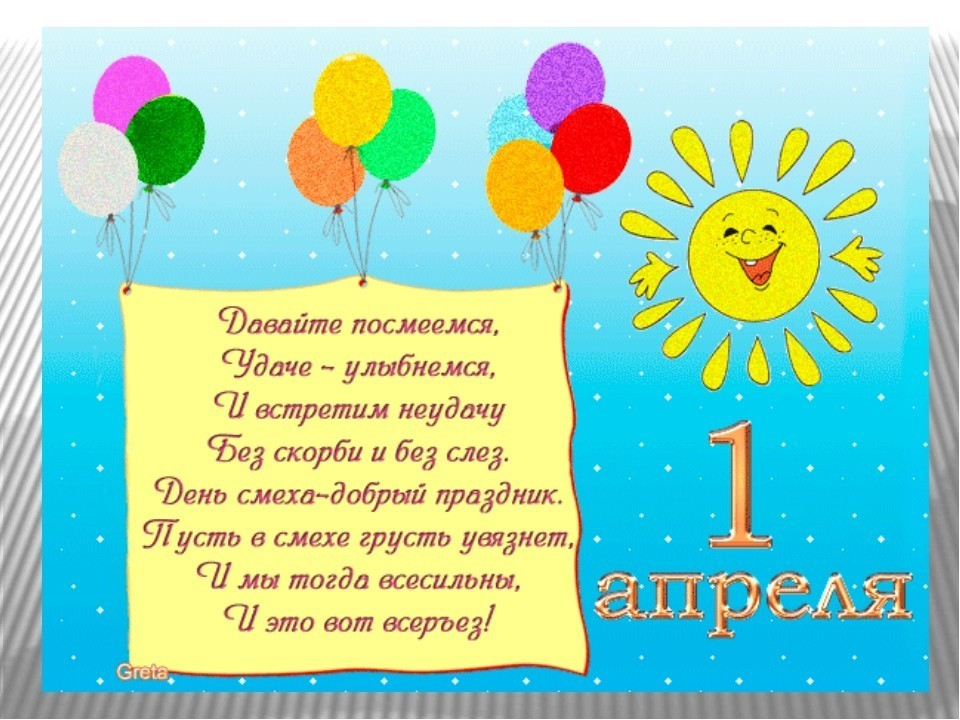 Давайте посмеемся,
Удаче - улыбнемся,
И встретим неудачу
Без скорби и без слез.
День смеха-добрый праздник.
Пусть в смехе грусть увязнет,
И мы тогда всесильны,
И это вот всеръез!
1
апреля
Greta